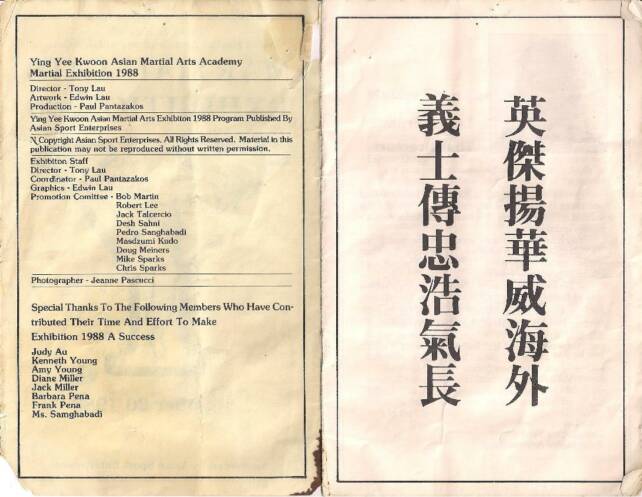 Ying Yee Kwoon Asian Martial Arts Academy
Martial Exhibition 1988
Director - Tony Lau
Artwork - Edwin Lau
Production - Paul Pantazakos
Ying Yee Kwoon Asian Martial Arts Exhibiton 1988 Program Published By
Asian Sport Enterprises
Copyright Asian Sport Enterprises. All Rights Reserved. Material in this
publication may not be reproduced without written permission.
Exhibiton Staff
Director - Tony Lau
Coordinator - Paul Pantazakos
Graphics - Edwin Lau
Promotion Comittee - Bob Martin
Robert Lee
Jack Talcercio
Desh Sahni
Pedro Sanghabadi
Masdzumi Kudo
Doug Meiners
Mike Sparks
Chris Sparks
Photographer - Jeanne Pascucci
Special Thanks To The Following Members Who Have Con-
tributed Their Time And Effort To Make
Exhibition 1988 A Success
Judy Au
Kenneth Young
Amy Young
Diane Miller
Jack Miller
Barbara Pena
Frank Pena
Ms. Samghabadi
英傑揚華威海外
義士傳忠浩氣長